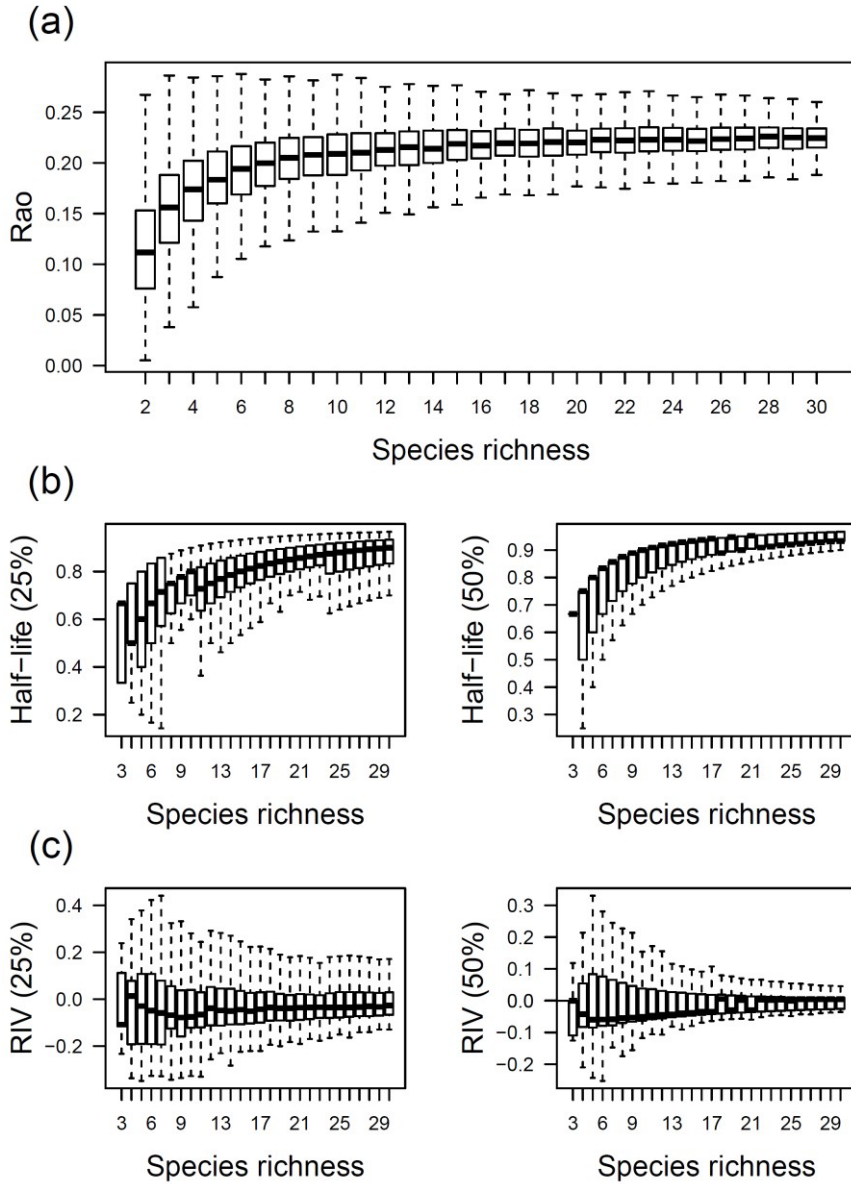 (a)
Rao
0.25
0.20
0.15
0.10
0.05
0.00
2 4 6 8 10 12 14 16 18 20 22 24 26 28 30
Species richness
(b)
Half−life (25%)
0.8
0.6
0.4
0.2
3 6 9 13 17 21 25 29
Species richness
Half−life (50%)
0.9
0.8
0.7
0.6
0.5
0.4
0.3
3 6 9 13 17 21 25 29
Species richness
(c)
RIV (25%)
0.4
0.2
0.0
−0.2
3 6 9 13 17 21 25 29
Species richness
RIV (50%)
0.3
0.2
0.1
0.0
−0.1
−0.2
3 6 9 13 17 21 25 29
Species richness